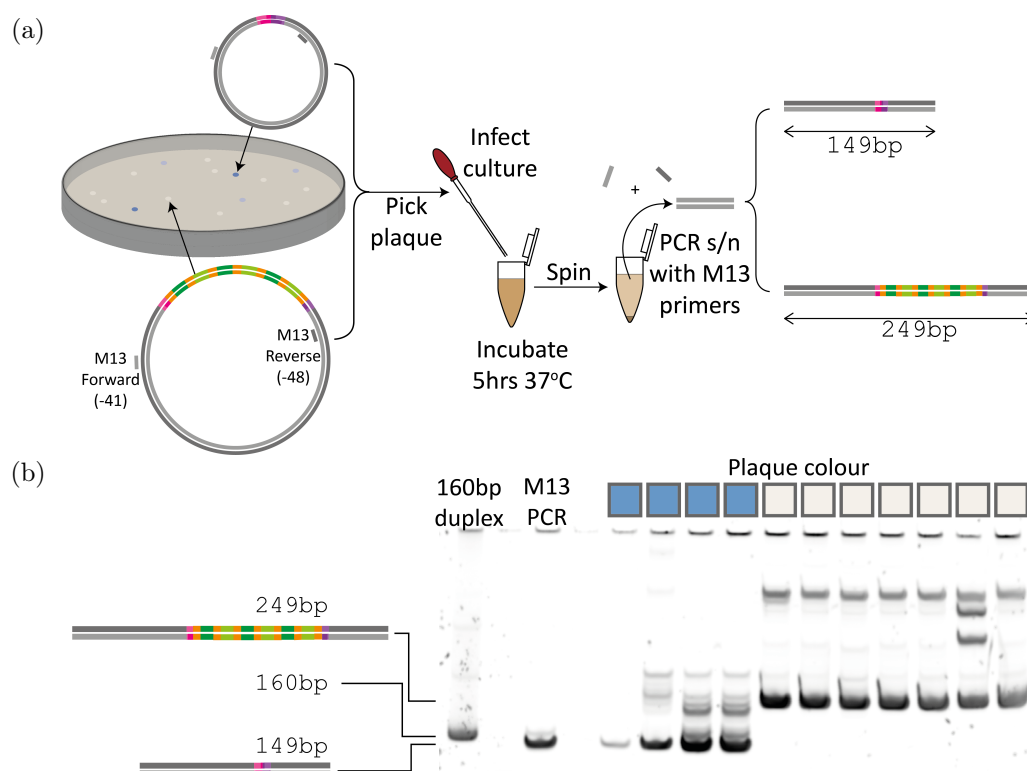 (a)
Infect
culture
Pick
plaque
Spin
Incubate
5hrs 37°C
+
PCR s/n
with M13
primers
149bp
249bp
M13
Forward
(-41)
M13
Reverse
(-48)
(b)
160bp
duplex
M13
PCR
Plaque colour
249bp
160bp
149bp